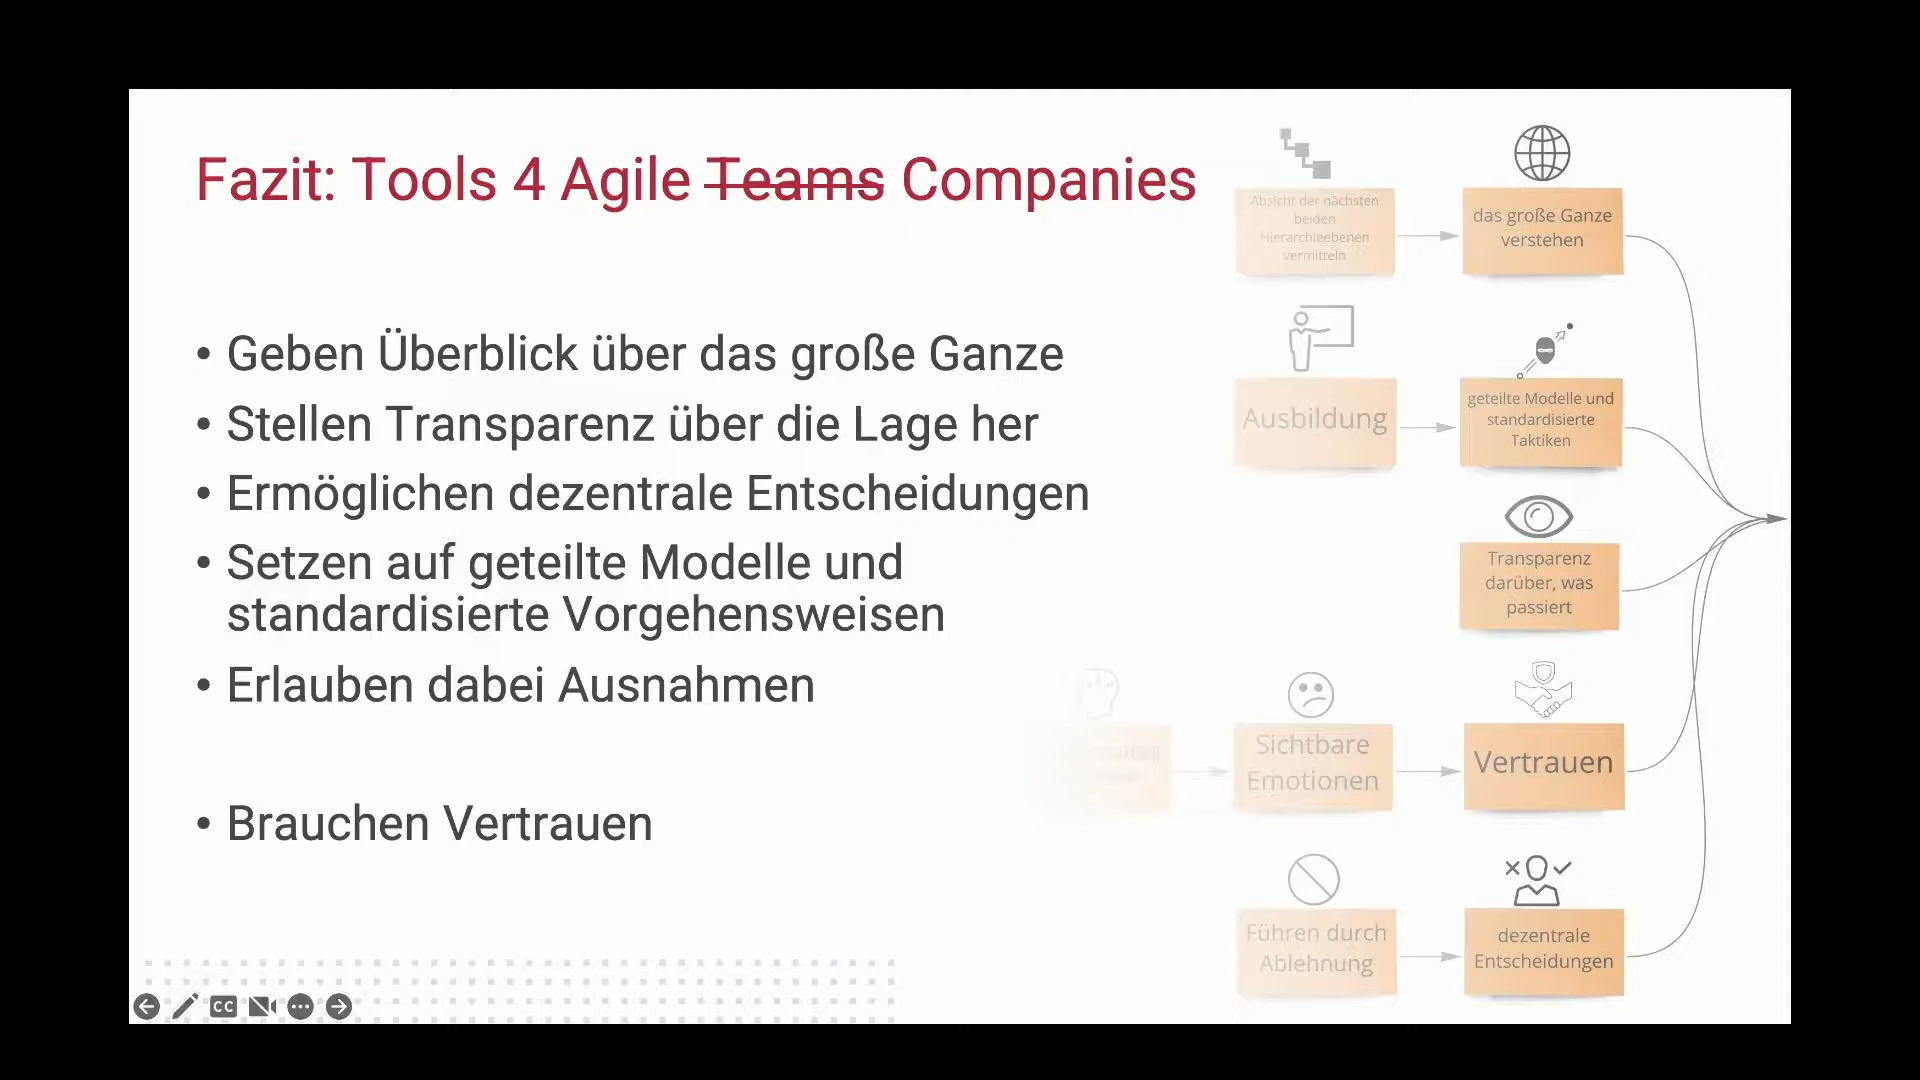 Fazit: Tools 4 Agile Teams Companies
• Geben Überblick über das große Ganze
• Stellen Transparenz über die Lage her
• Ermöglichen dezentrale Entscheidungen
• Setzen auf geteilte Modelle und
standardisierte Vorgehensweisen
• Erlauben dabei Ausnahmen
• Brauchen Vertrauen
Absicht der nächsten
beiden
Hierarchieebenen
vermitteln
das große Ganze
verstehen
Ausbildung
geteilte Modelle und
standardisierte
Taktiken
Transparenz
darüber, was
passiert
Sichtbare
Emotionen
Vertrauen
Führen durch
Ablehnung
dezentrale
Entscheidungen
CC